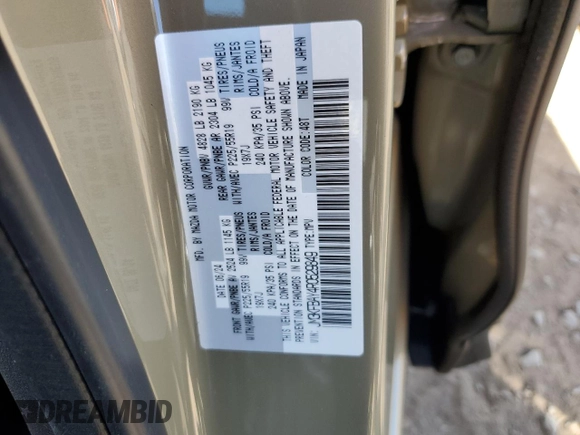 MFD. BY MAZDA MOTOR CORPORATION
DATE 06/24 GVWR/PNBV 4828 LB 2190 KG
FRONT GAWR/PNBE AV 2524 LB 1145 KG GAWR/PNBE AR 2304 LB 1045 KG
WITH/AVEC P225/55R19 99V TIRES/PNEUS WITH/AVEC P225/55R19 99V TIRES/PNEUS
19X7J RIMS/JANTES 19X7J RIMS/JANTES
240 KPA/35 PSI COLD/A FROID 240 KPA/35 PSI COLD/A FROID
THIS VEHICLE CONFORMS TO ALL APPLICABLE FEDERAL MOTOR VEHICLE SAFETY AND THEFT
PREVENTION STANDARDS IN EFFECT ON THE DATE OF MANUFACTURE SHOWN ABOVE.
TYPE:MPV COLOR CODE:48T MADE IN JAPAN
DREAMBID